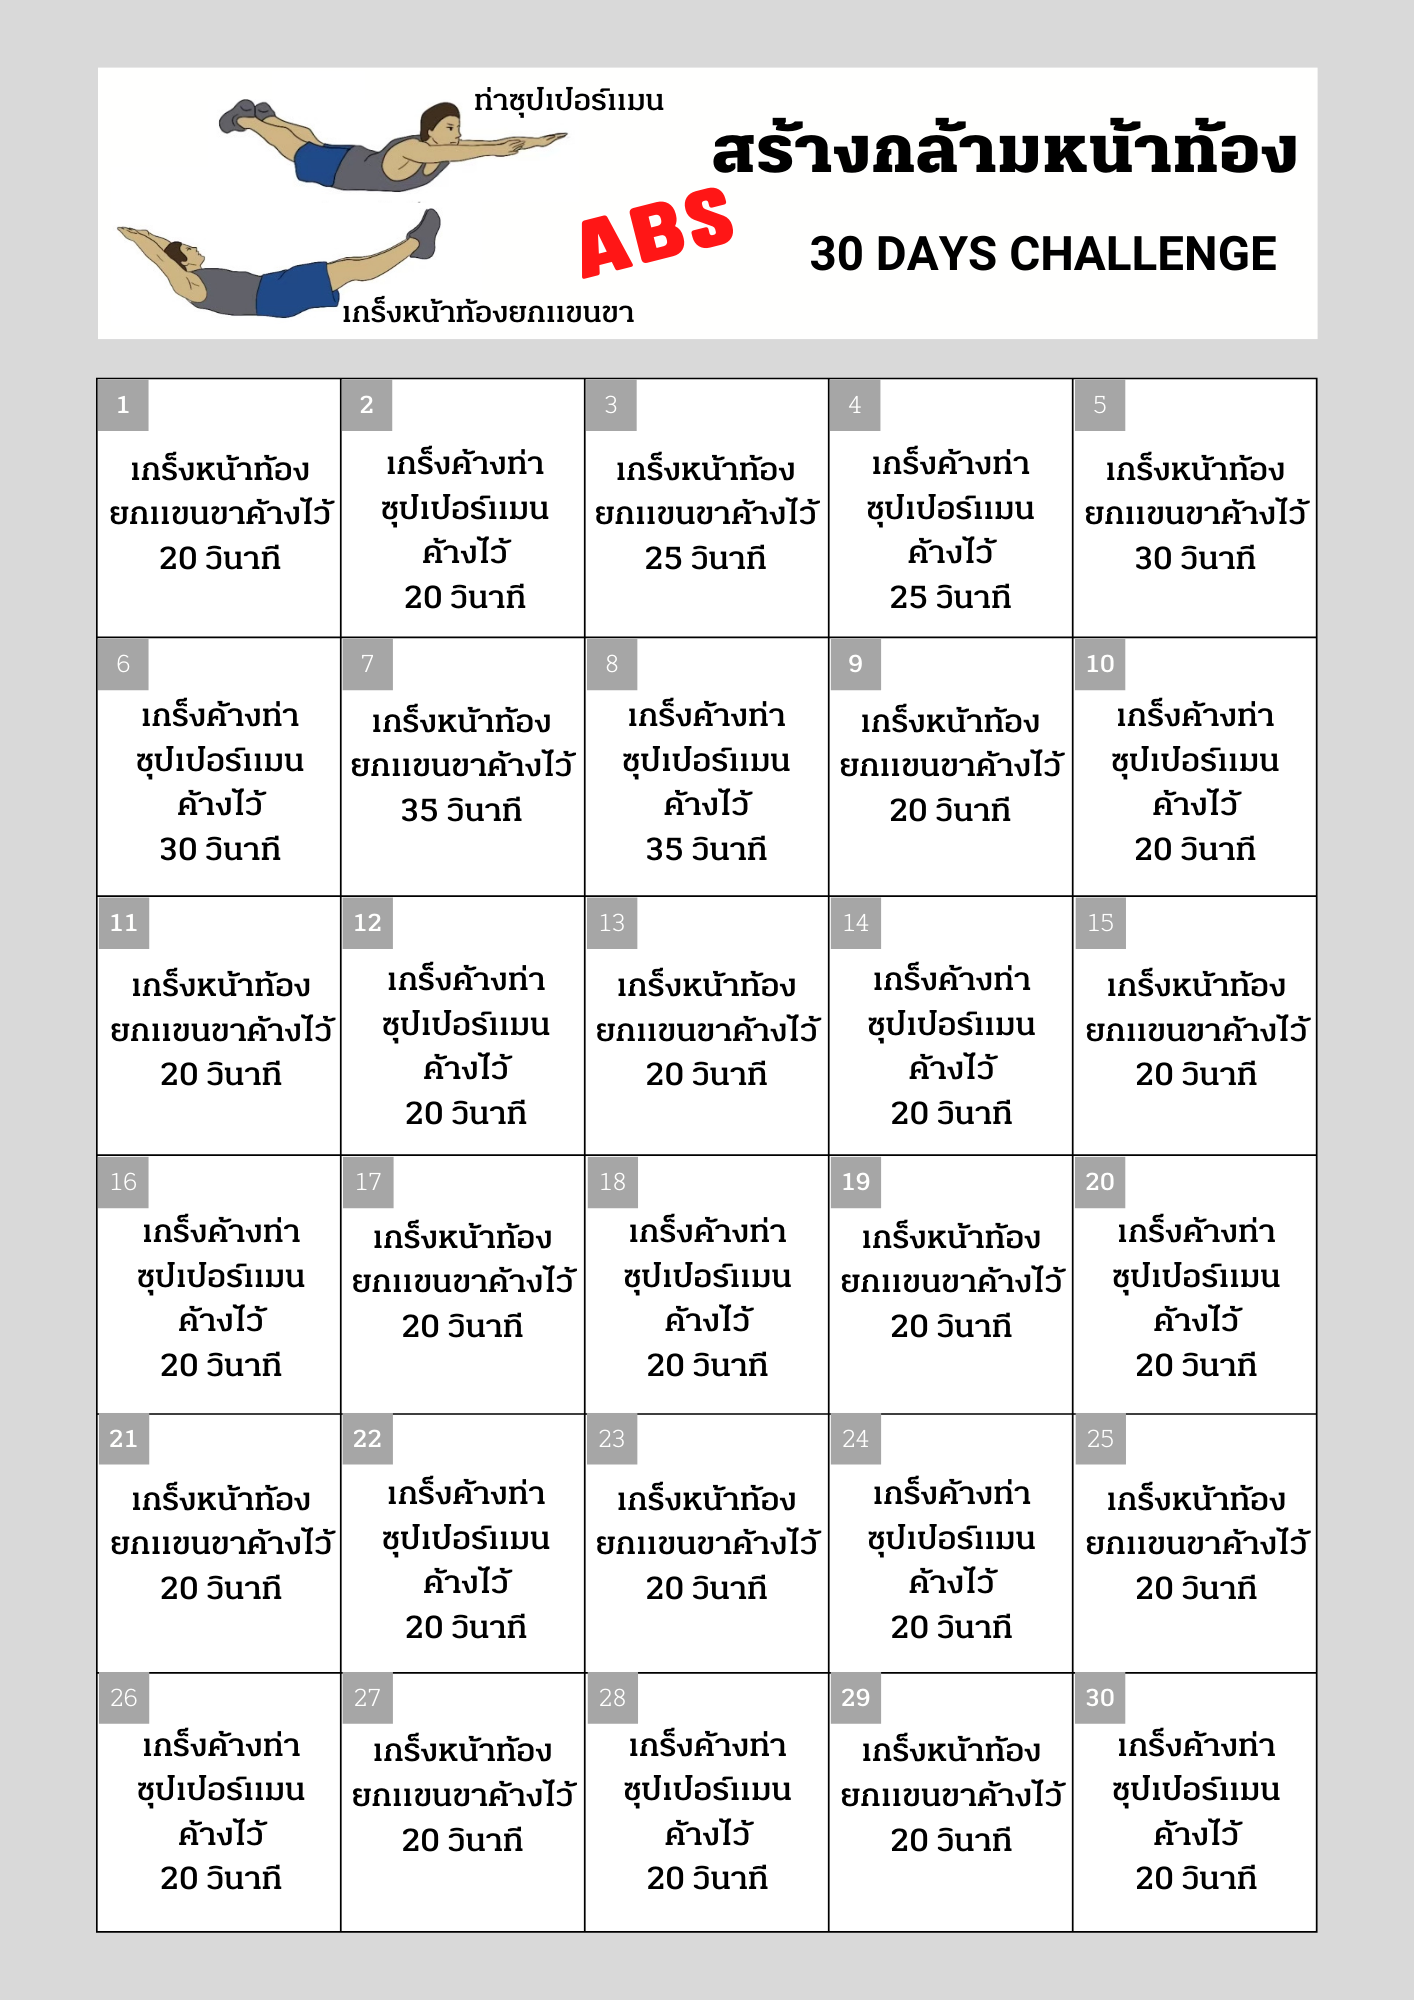 ท่าซุปเปอร์แมน
สร้างกล้ามหน้าท้อง
ABS
30 DAYS CHALLENGE
เกร็งหน้าท้องยกแขนขา
1
เกร็งหน้าท้อง
ยกแขนขาค้างไว้
20 วินาที
2
เกร็งค้างท่า
ซุปเปอร์แมน
ค้างไว้
20 วินาที
3
เกร็งหน้าท้อง
ยกแขนขาค้างไว้
25 วินาที
4
เกร็งค้างท่า
ซุปเปอร์แมน
ค้างไว้
25 วินาที
5
เกร็งหน้าท้อง
ยกแขนขาค้างไว้
30 วินาที
6
เกร็งค้างท่า
ซุปเปอร์แมน
ค้างไว้
30 วินาที
7
เกร็งหน้าท้อง
ยกแขนขาค้างไว้
35 วินาที
8
เกร็งค้างท่า
ซุปเปอร์แมน
ค้างไว้
35 วินาที
9
เกร็งหน้าท้อง
ยกแขนขาค้างไว้
20 วินาที
10
เกร็งค้างท่า
ซุปเปอร์แมน
ค้างไว้
20 วินาที
11
เกร็งหน้าท้อง
ยกแขนขาค้างไว้
20 วินาที
12
เกร็งค้างท่า
ซุปเปอร์แมน
ค้างไว้
20 วินาที
13
เกร็งหน้าท้อง
ยกแขนขาค้างไว้
20 วินาที
14
เกร็งค้างท่า
ซุปเปอร์แมน
ค้างไว้
20 วินาที
15
เกร็งหน้าท้อง
ยกแขนขาค้างไว้
20 วินาที
16
เกร็งค้างท่า
ซุปเปอร์แมน
ค้างไว้
20 วินาที
17
เกร็งหน้าท้อง
ยกแขนขาค้างไว้
20 วินาที
18
เกร็งค้างท่า
ซุปเปอร์แมน
ค้างไว้
20 วินาที
19
เกร็งหน้าท้อง
ยกแขนขาค้างไว้
20 วินาที
20
เกร็งค้างท่า
ซุปเปอร์แมน
ค้างไว้
20 วินาที
21
เกร็งหน้าท้อง
ยกแขนขาค้างไว้
20 วินาที
22
เกร็งค้างท่า
ซุปเปอร์แมน
ค้างไว้
20 วินาที
23
เกร็งหน้าท้อง
ยกแขนขาค้างไว้
20 วินาที
24
เกร็งค้างท่า
ซุปเปอร์แมน
ค้างไว้
20 วินาที
25
เกร็งหน้าท้อง
ยกแขนขาค้างไว้
20 วินาที
26
เกร็งค้างท่า
ซุปเปอร์แมน
ค้างไว้
20 วินาที
27
เกร็งหน้าท้อง
ยกแขนขาค้างไว้
20 วินาที
28
เกร็งค้างท่า
ซุปเปอร์แมน
ค้างไว้
20 วินาที
29
เกร็งหน้าท้อง
ยกแขนขาค้างไว้
20 วินาที
30
เกร็งค้างท่า
ซุปเปอร์แมน
ค้างไว้
20 วินาที